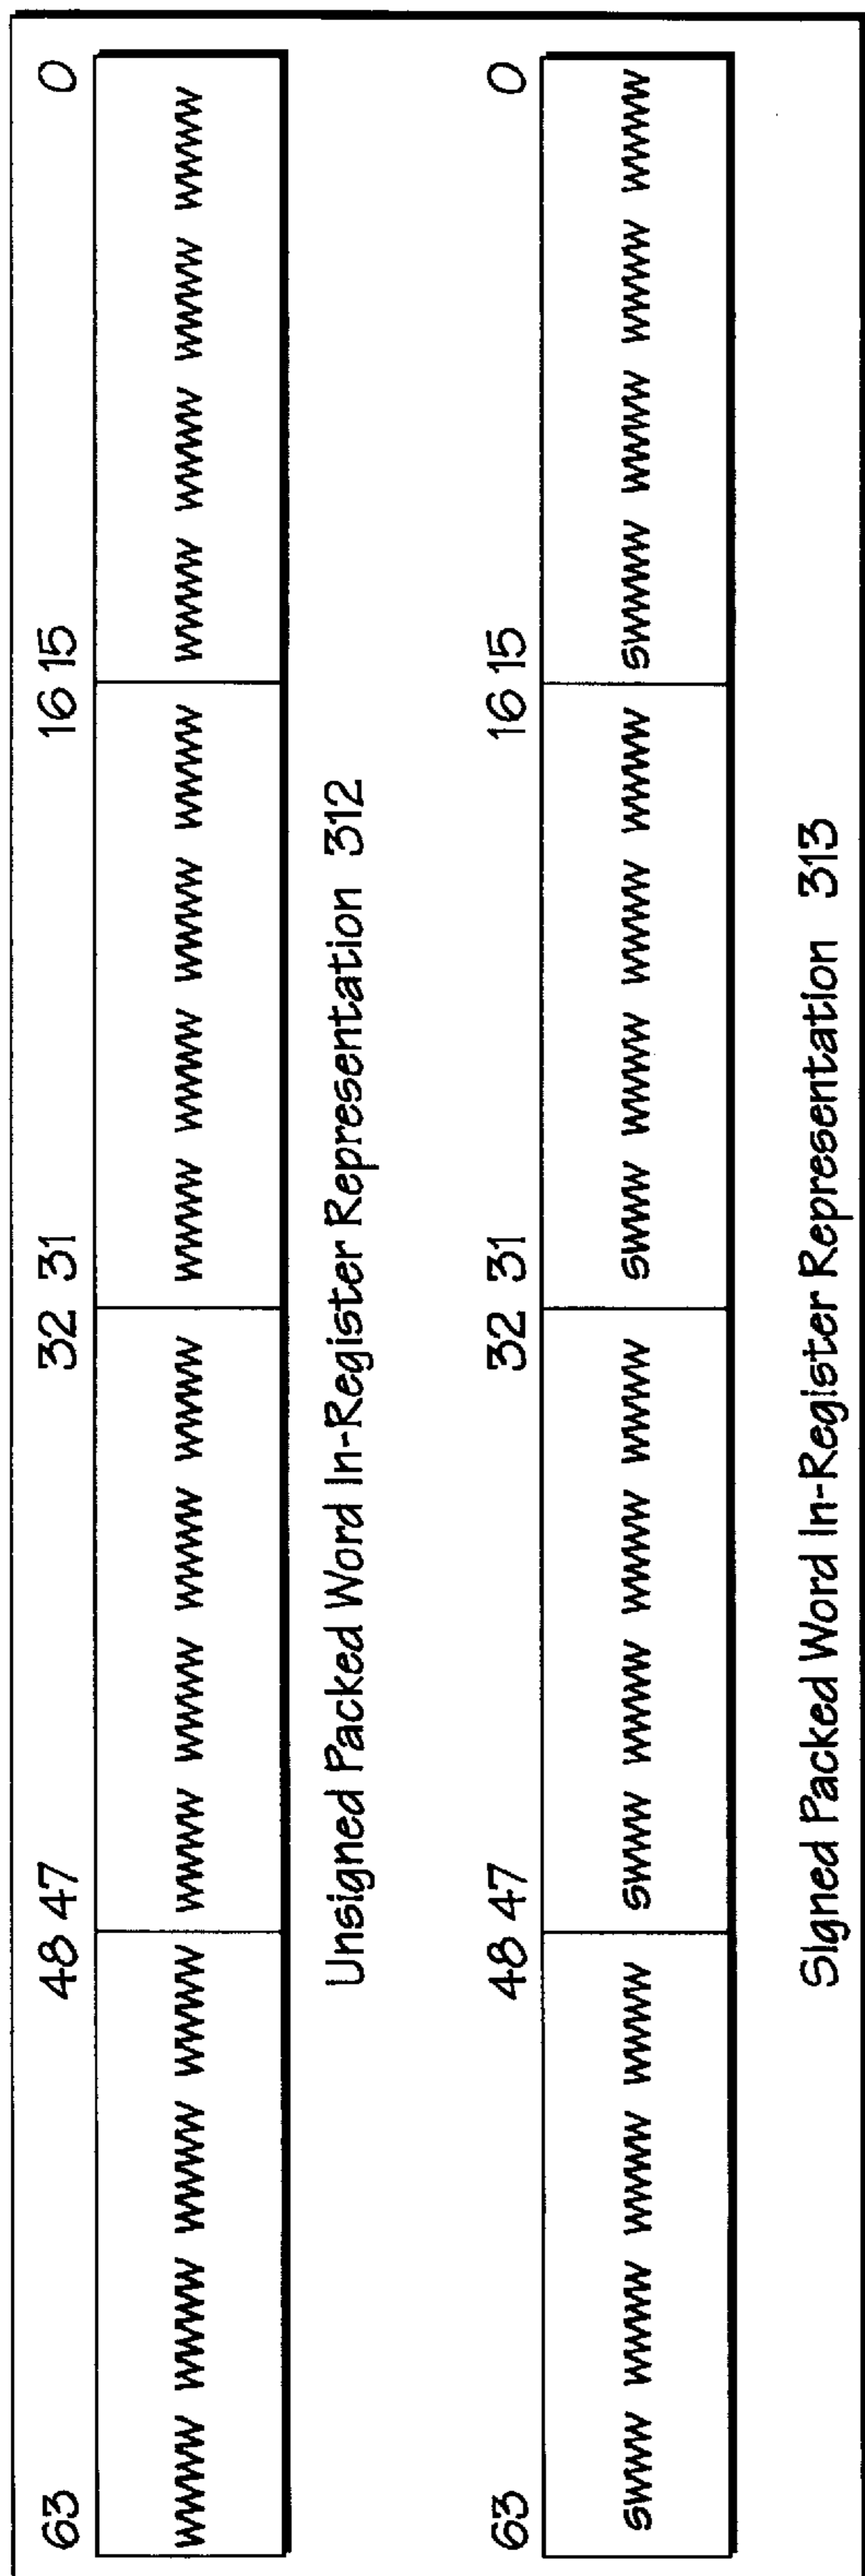 63 48 47 32 31 16 15 0
wwww wwww wwww wwww wwww wwww wwww wwww wwww wwww wwww wwww wwww wwww wwww wwww
Unsigned Packed Word In-Register Representation 312
63 48 47 32 31 16 15 0
swww wwww wwww wwww swww wwww wwww wwww swww wwww wwww wwww swwww wwww wwww wwww
Signed Packed Word In-Register Representation 313